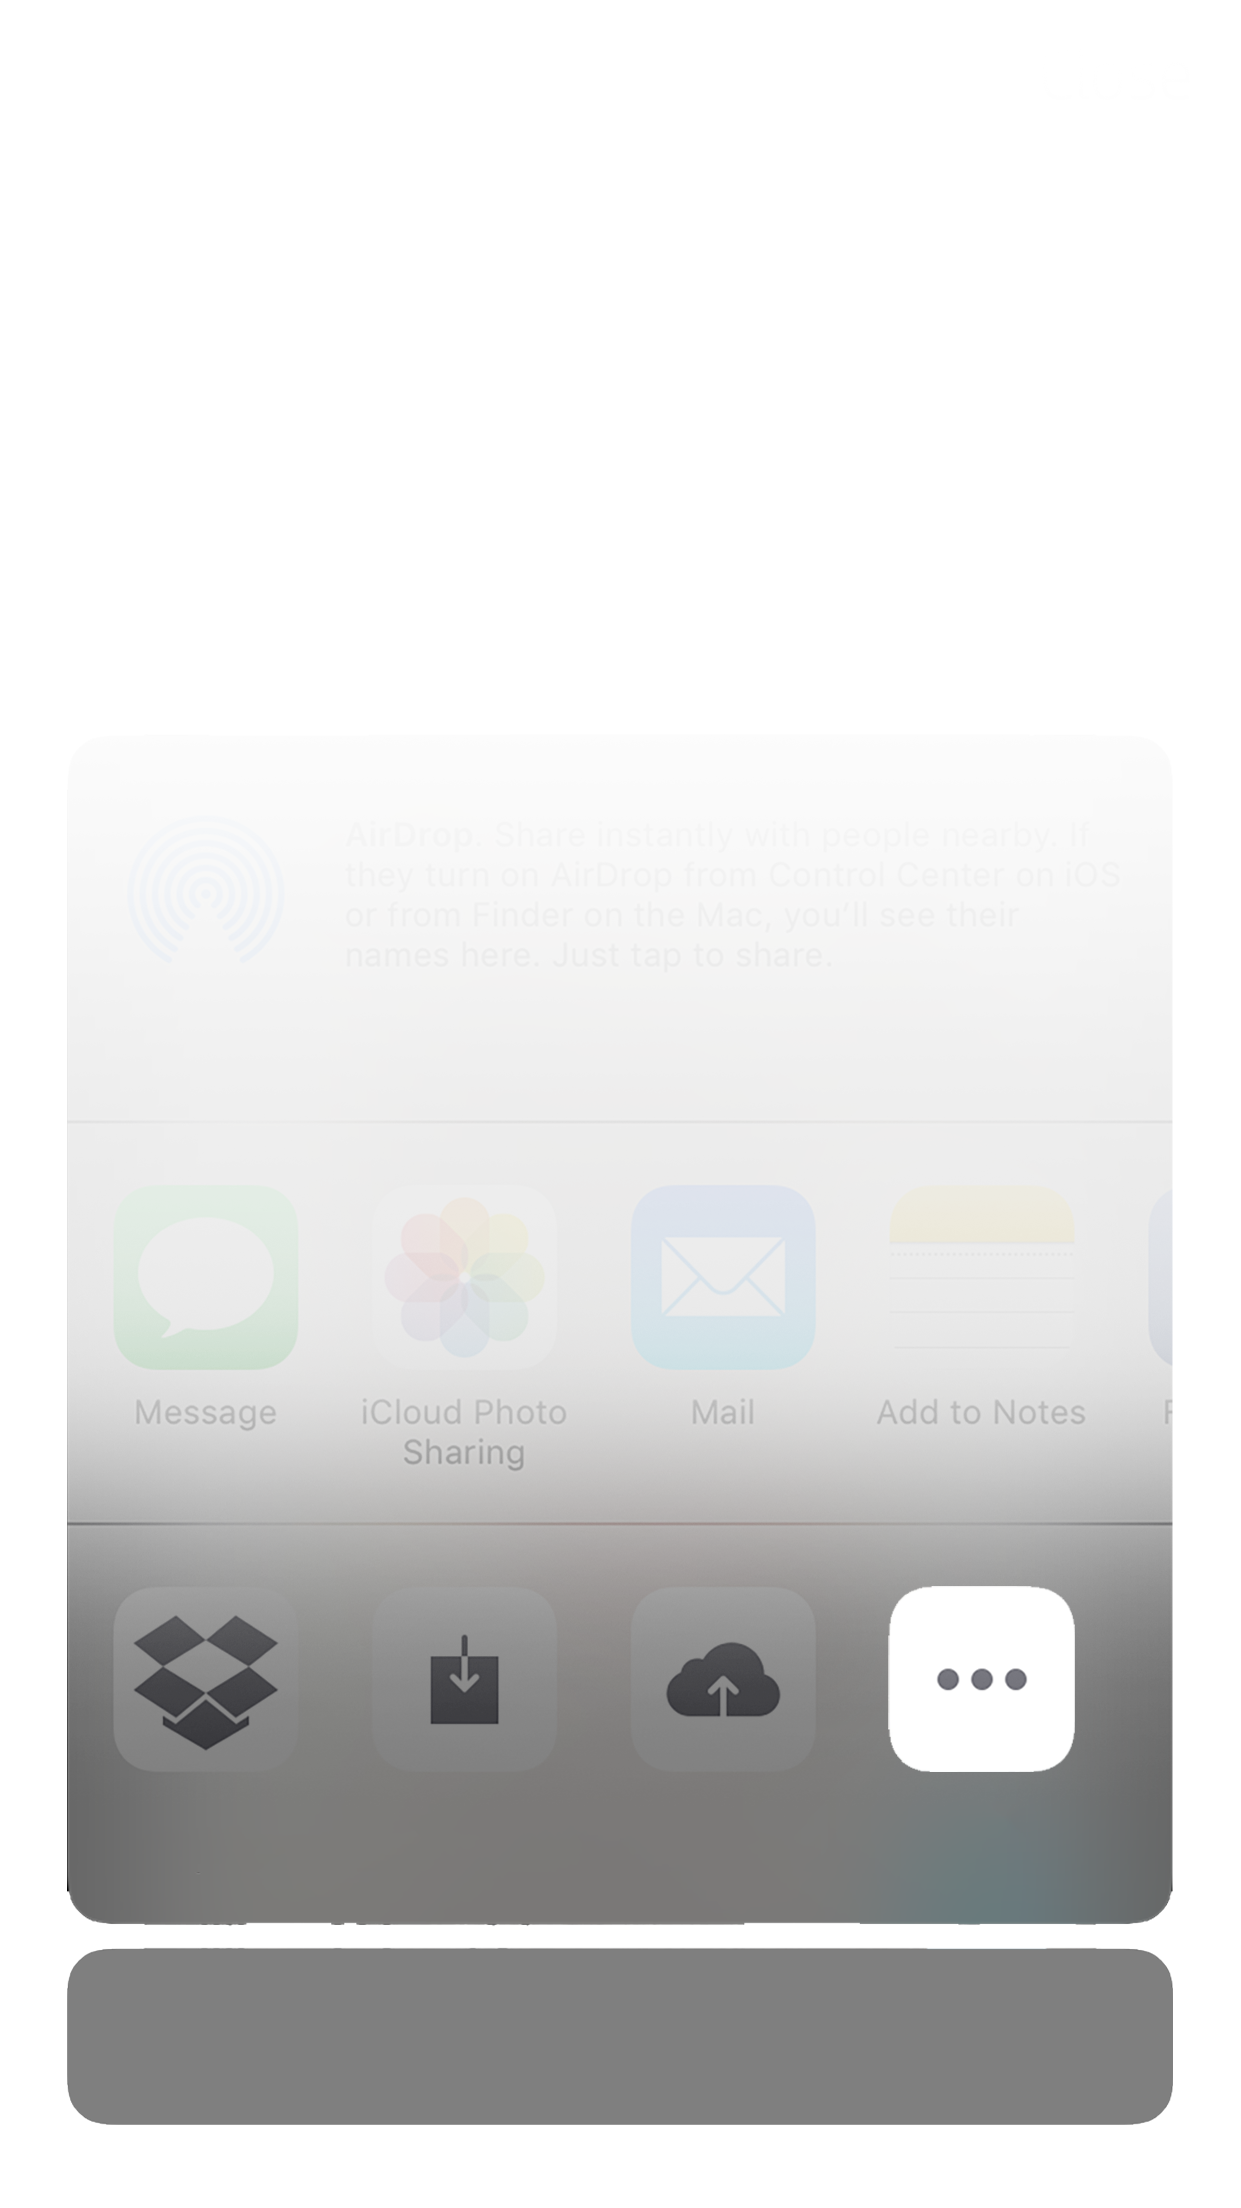 AirDrop. Share instantly with people nearby. If
they turn on AirDrop from Control Center on iOS
or from Finder on the Mac, you’ll see their
names here. Just tap to share.
Message
iCloud Photo
Sharing
Mail
Add to Notes